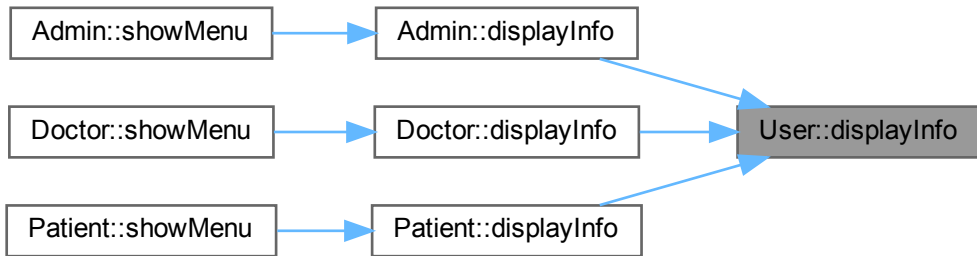 Admin::showMenu
Admin::displayInfo
Doctor::showMenu
Doctor::displayInfo
User::displayInfo
Patient::showMenu
Patient::displayInfo